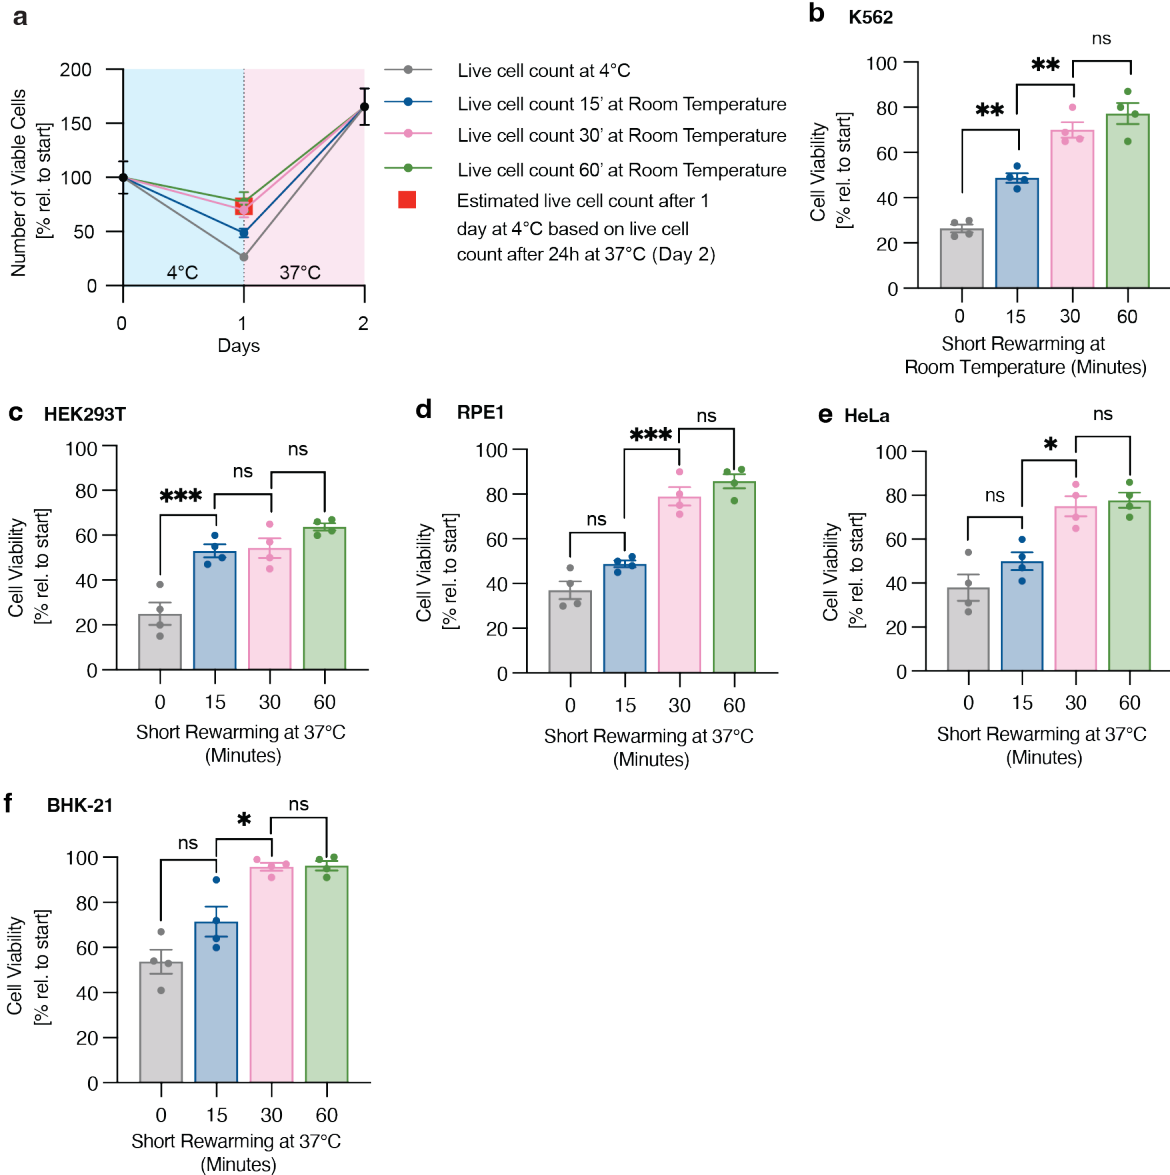 a
200
150
100
50
0
Number of Viable Cells
[% rel. to start]
4°C
37°C
0
1
2
Days
Live cell count at 4°C
Live cell count 15’ at Room Temperature
Live cell count 30’ at Room Temperature
Live cell count 60’ at Room Temperature
Estimated live cell count after 1
day at 4°C based on live cell
count after 24h at 37°C (Day 2)
b
K562
Cell Viability
[% rel. to start]
100
80
60
40
20
0
**
**
ns
0
15
30
60
Short Rewarming at
Room Temperature (Minutes)
c
HEK293T
Cell Viability
[% rel. to start]
100
80
60
40
20
0
***
ns
ns
0
15
30
60
Short Rewarming at 37°C
(Minutes)
d
RPE1
Cell Viability
[% rel. to start]
100
80
60
40
20
0
ns
***
ns
0
15
30
60
Short Rewarming at 37°C
(Minutes)
e
HeLa
Cell Viability
[% rel. to start]
100
80
60
40
20
0
ns
*
ns
0
15
30
60
Short Rewarming at 37°C
(Minutes)
f
BHK-21
Cell Viability
[% rel. to start]
100
80
60
40
20
0
ns
*
ns
0
15
30
60
Short Rewarming at 37°C
(Minutes)